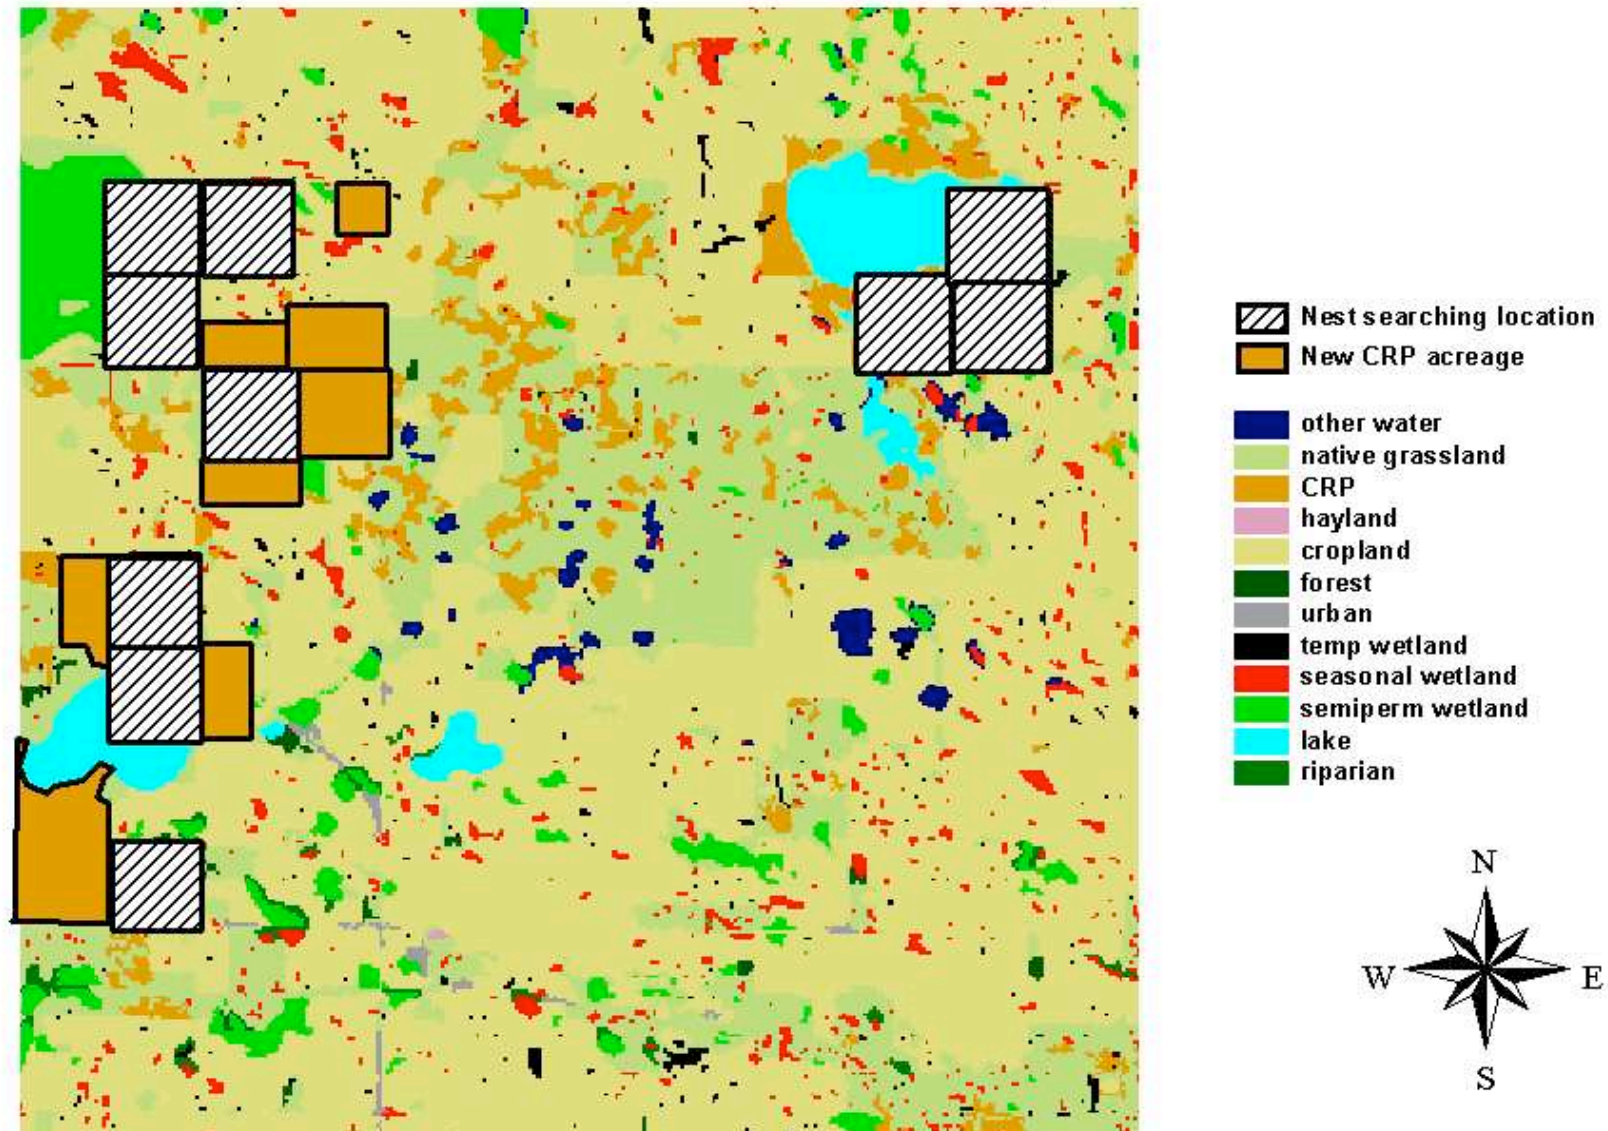 Nest searching location
New CRP acreage
other water
native grassland
CRP
hayland
cropland
forest
urban
temp wetland
seasonal wetland
semiperm wetland
lake
riparian
N
W E
S